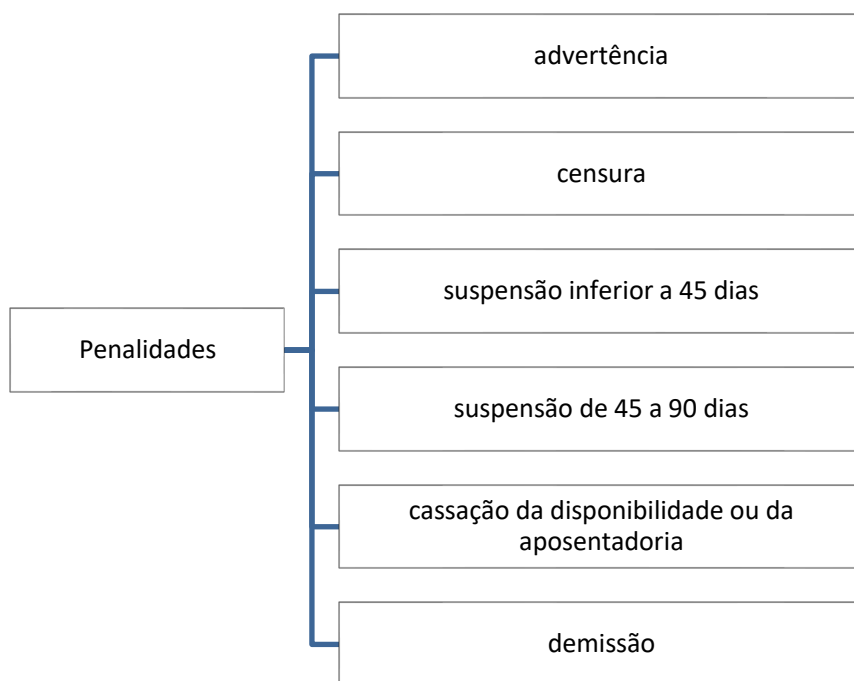 Penalidades
advertência
censura
suspensão inferior a 45 dias
suspensão de 45 a 90 dias
cassação da disponibilidade ou da
aposentadoria
demissão